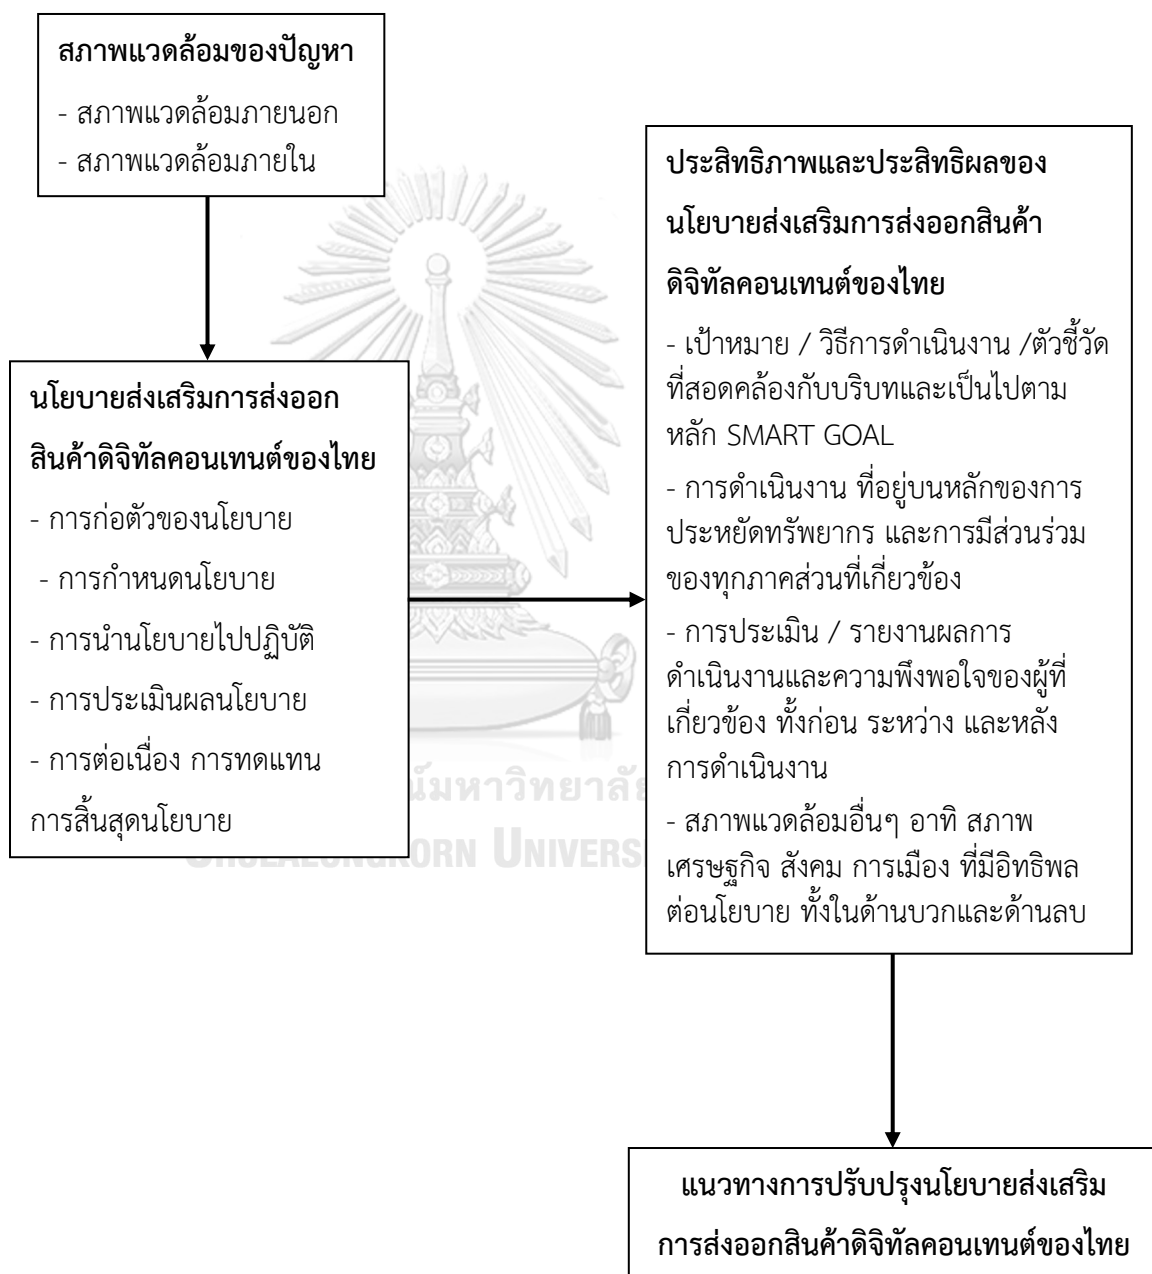 สภาพแวดล้อมของปัญหา
- สภาพแวดล้อมภายนอก
- สภาพแวดล้อมภายใน
นโยบายส่งเสริมการส่งออก
สินค้าดิจิทัลคอนเทนต์ของไทย
- การก่อตัวของนโยบาย
- การกำหนดนโยบาย
- การนำนโยบายไปปฏิบัติ
- การประเมินผลนโยบาย
- การต่อเนื่อง การทดแทน
การสิ้นสุดนโยบาย
ประสิทธิภาพและประสิทธิผลของ
นโยบายส่งเสริมการส่งออกสินค้า
ดิจิทัลคอนเทนต์ของไทย
- เป้าหมาย / วิธีการดำเนินงาน /ตัวชี้วัด
ที่สอดคล้องกับบริบทและเป็นไปตาม
หลัก SMART GOAL
- การดำเนินงาน ที่อยู่บนหลักของการ
ประหยัดทรัพยากร และการมีส่วนร่วม
ของทุกภาคส่วนที่เกี่ยวข้อง
- การประเมิน / รายงานผลการ
ดำเนินงานและความพึงพอใจของผู้ที่
เกี่ยวข้อง ทั้งก่อน ระหว่าง และหลัง
การดำเนินงาน
- สภาพแวดล้อมอื่นๆ อาทิ สภาพ
เศรษฐกิจ สังคม การเมือง ที่มีอิทธิพล
ต่อนโยบาย ทั้งในด้านบวกและด้านลบ
แนวทางการปรับปรุงนโยบายส่งเสริม
การส่งออกสินค้าดิจิทัลคอนเทนต์ของไทย